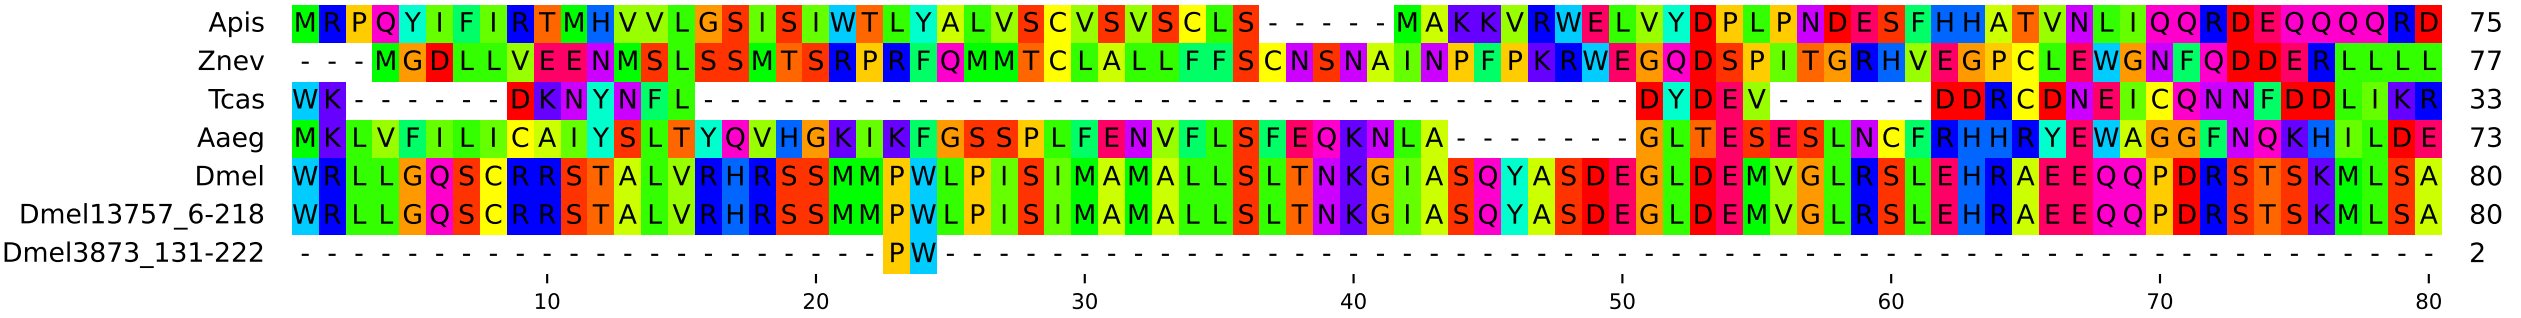 Apis MRPQYIFIRTMHVVLGSISIWTLYALVSCVSVSCLS-----MAKKVRWELVYDPLPNDESFHHATVNLIQQRDEQQQQRD 75
Znev ---MGDLLVEENMSLSSMTSRPRFQMMTCLALLFFSCNSNAINPFPKRWEGQDSPITGRHVEGPCLEWGNFQDDERLLLL 77
Tcas WK------DKNYNFL-----------------------------------DYDEV------DDRCDNEICQNNFDDLIKR 33
Aaeg MKLVFILICAIYSLTYQVHGKIKFGSSPLFENVFLSFEQKNLA-------GLTESESLNCFRHHRYEWAGGFNQKHILDE 73
Dmel WRLLGQSCRRSTALVRHRSSMMPWLPISIMAMALLSLTNKGIASQYASDEGLDEMVGLRSLEHRAEEQQPDRSTSKMLSA 80
Dmel13757_6-218 WRLLGQSCRRSTALVRHRSSMMPWLPISIMAMALLSLTNKGIASQYASDEGLDEMVGLRSLEHRAEEQQPDRSTSKMLSA 80
Dmel3873_131-222 ----------------------PW-------------------------------------------------------- 2
10 20 30 40 50 60 70 80